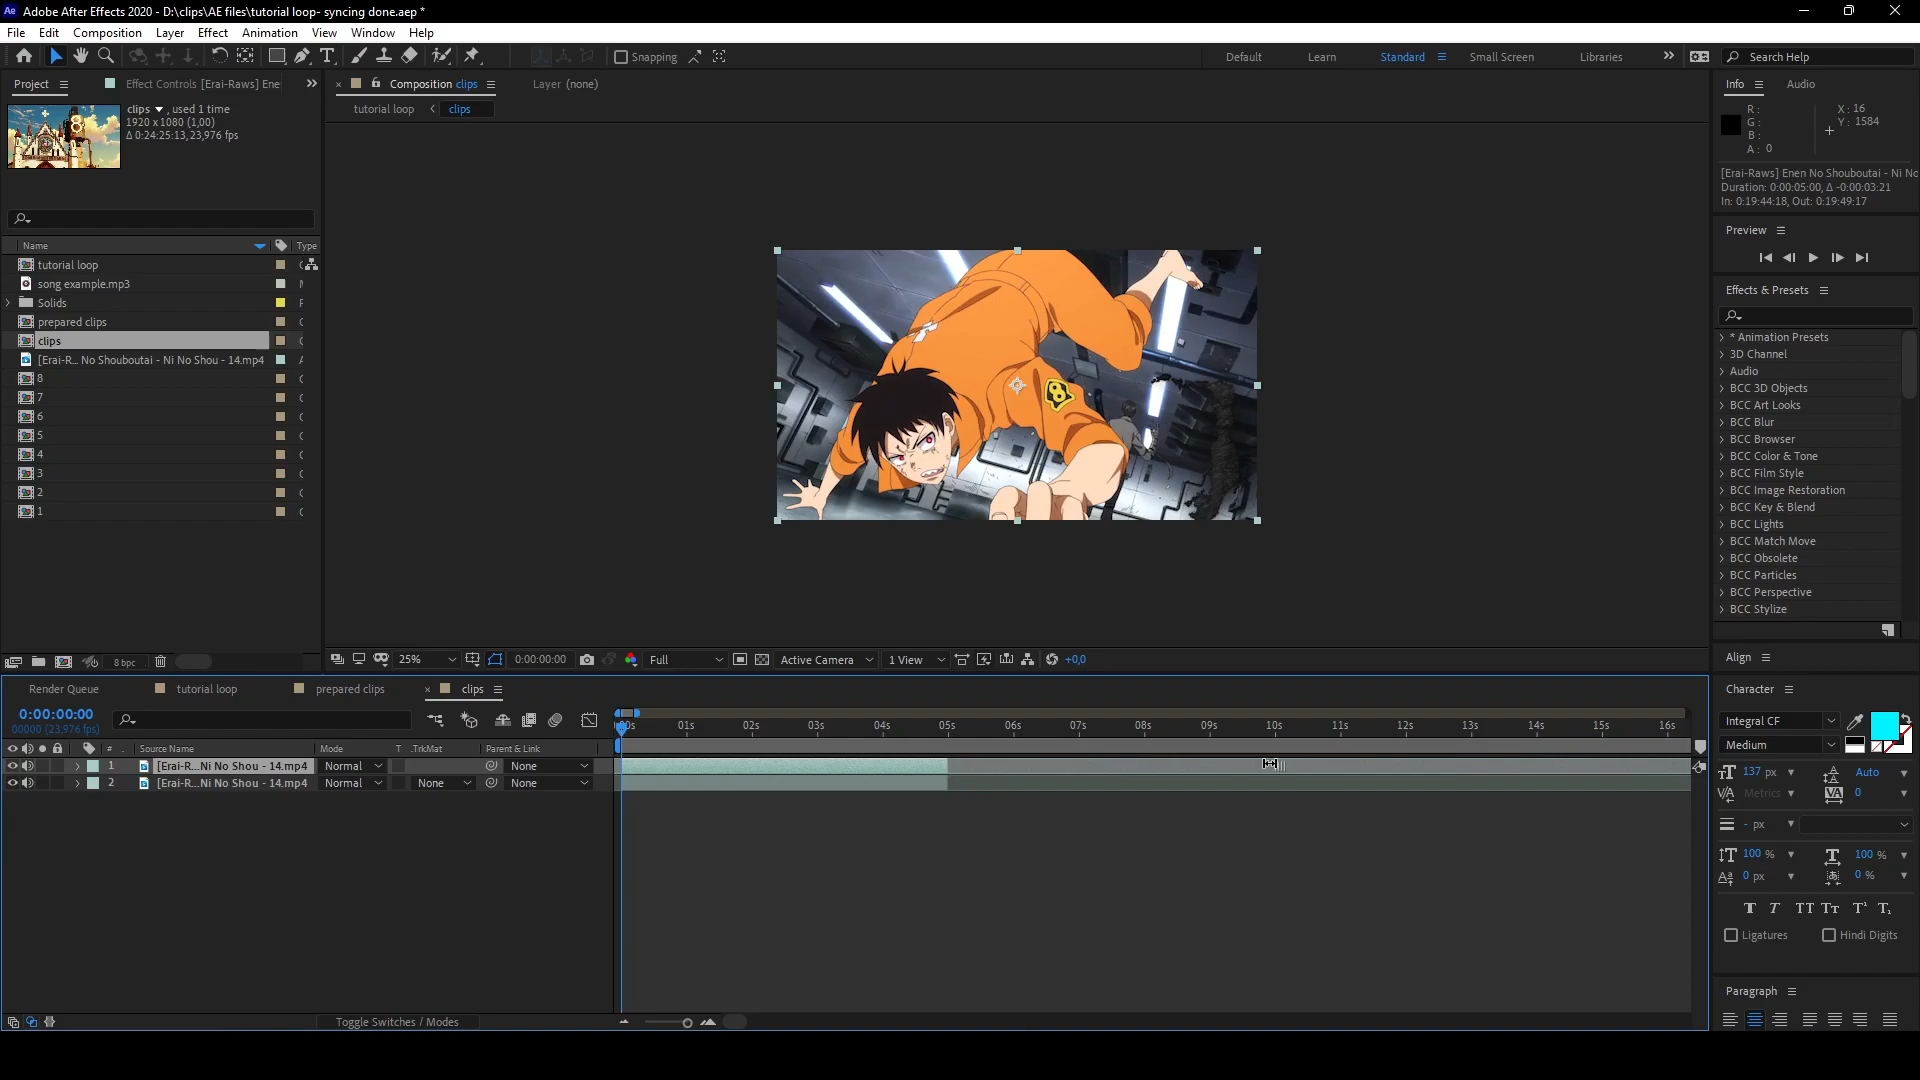 Ae Adobe After Effects 2020 - D:\clips\AE files\tutorial loop- syncing done.aep *
File Edit Composition Layer Effect Animation View Window Help
Snapping Default Learn Standard Small Screen Libraries Search Help
Project Effect Controls [Erai-Raws] Ene
clips , used 1 time
1920 x 1080 (1,00)
Δ 0:24:25:13, 23,976 fps
Name Type
tutorial loop
song example.mp3
Solids
prepared clips
clips
[Erai-R... No Shouboutai - Ni No Shou - 14.mp4
8
7
6
5
4
3
2
1
8 bpc
Composition clips Layer (none)
tutorial loop clips
8
25% 0:00:00:00 Full Active Camera 1 View +0,0
Info Audio
R: X: 16
G: Y: 1584
B:
A: 0
[Erai-Raws] Enen No Shouboutai - Ni No
Duration: 0:00:05:00, Δ -0:00:03:21
In: 0:19:44:18, Out: 0:19:49:17
Preview
Effects & Presets
* Animation Presets
3D Channel
Audio
BCC 3D Objects
BCC Art Looks
BCC Blur
BCC Browser
BCC Color & Tone
BCC Film Style
BCC Image Restoration
BCC Key & Blend
BCC Lights
BCC Match Move
BCC Obsolete
BCC Particles
BCC Perspective
BCC Stylize
Align
Character
Integral CF
Medium
137 px Auto
Metrics 0
- px
100 % 100 %
0 px 0 %
Ligatures Hindi Digits
Paragraph
Render Queue tutorial loop prepared clips clips
0:00:00:00
00000 (23.976 fps)
01s 02s 03s 04s 05s 06s 07s 08s 09s 10s 11s 12s 13s 14s 15s 16s
# Source Name Mode T .TrkMat Parent & Link
1 [Erai-R...Ni No Shou - 14.mp4 Normal None
2 [Erai-R...Ni No Shou - 14.mp4 Normal None None
Toggle Switches / Modes